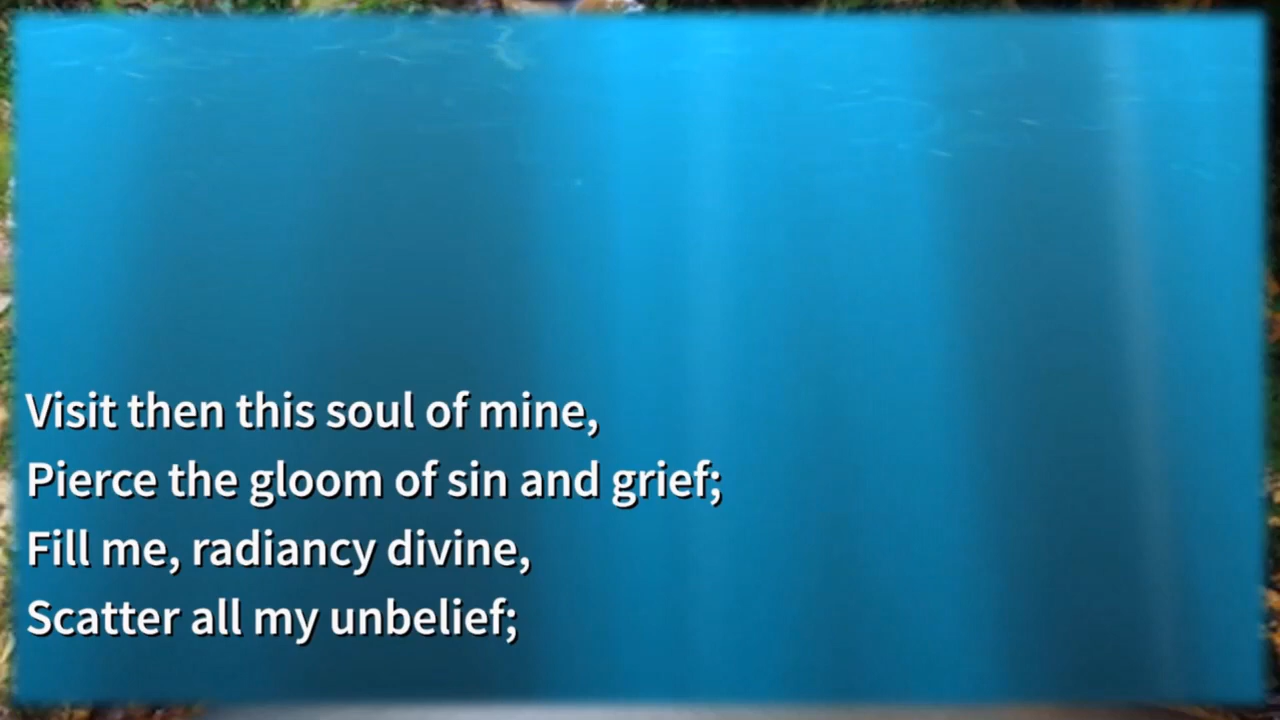 Visit then this soul of mine,
Pierce the gloom of sin and grief;
Fill me, radiancy divine,
Scatter all my unbelief;